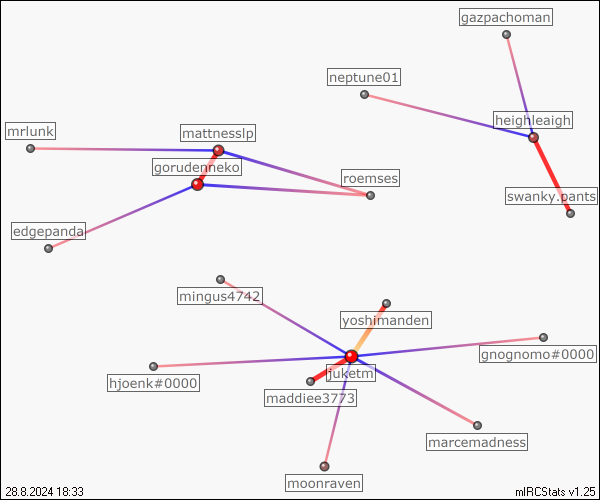 gazpachoman
neptune01
heighleaigh
mrlunk
mattnesslp
gorudenneko
roemses
swanky.pants
edgepanda
mingus4742
yoshimanden
gnognomo#0000
juketm
hjoenk#0000
maddiee3773
marcemadness
moonraven
28.8.2024 18:33
mIRCStats v1.25